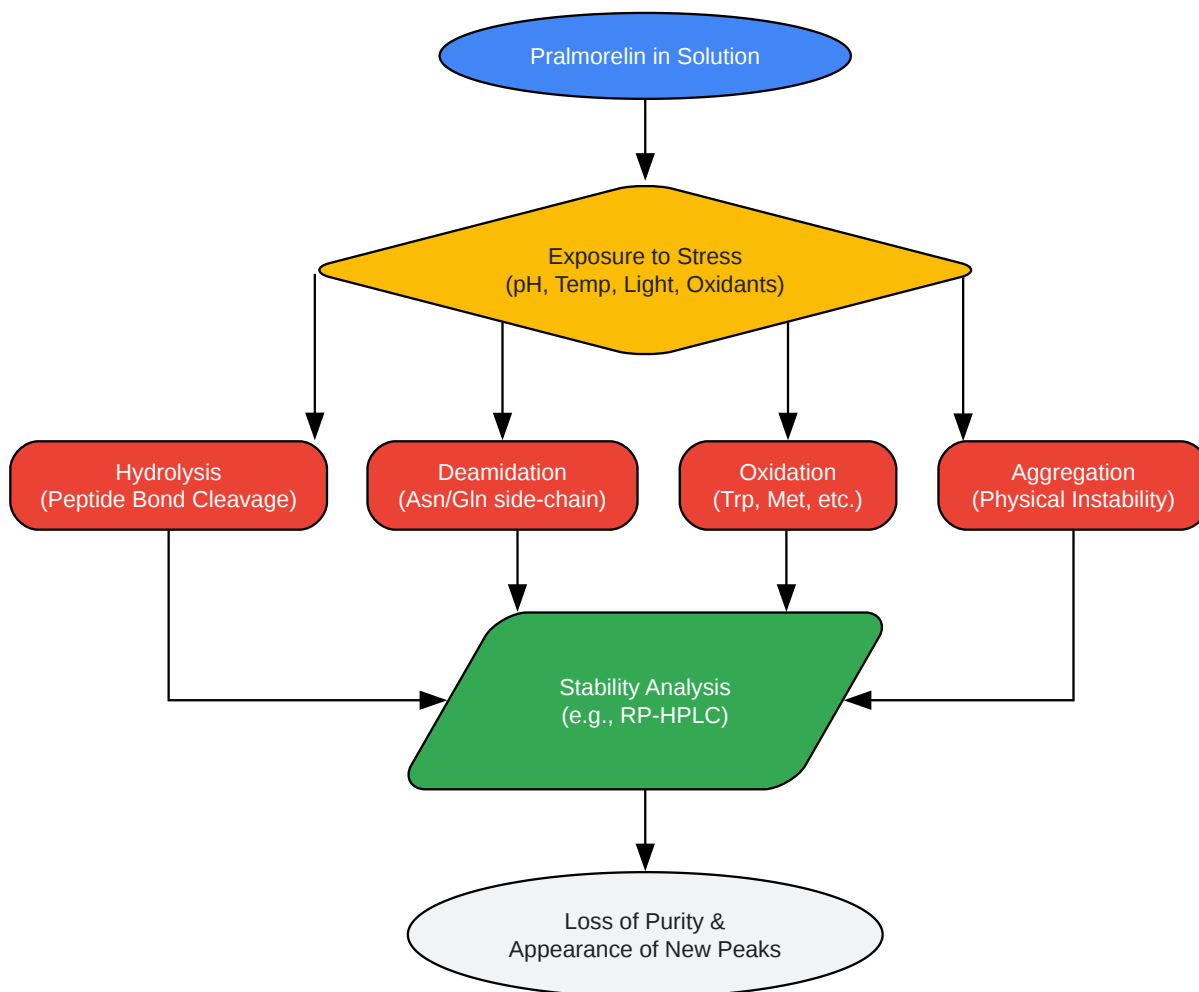 Pralmorelin in Solution
Exposure to Stress
(pH, Temp, Light, Oxidants)
Hydrolysis
(Peptide Bond Cleavage)
Deamidation
(Asn/Gln side-chain)
Oxidation
(Trp, Met, etc.)
Aggregation
(Physical Instability)
Stability Analysis
(e.g., RP-HPLC)
Loss of Purity &
Appearance of New Peaks